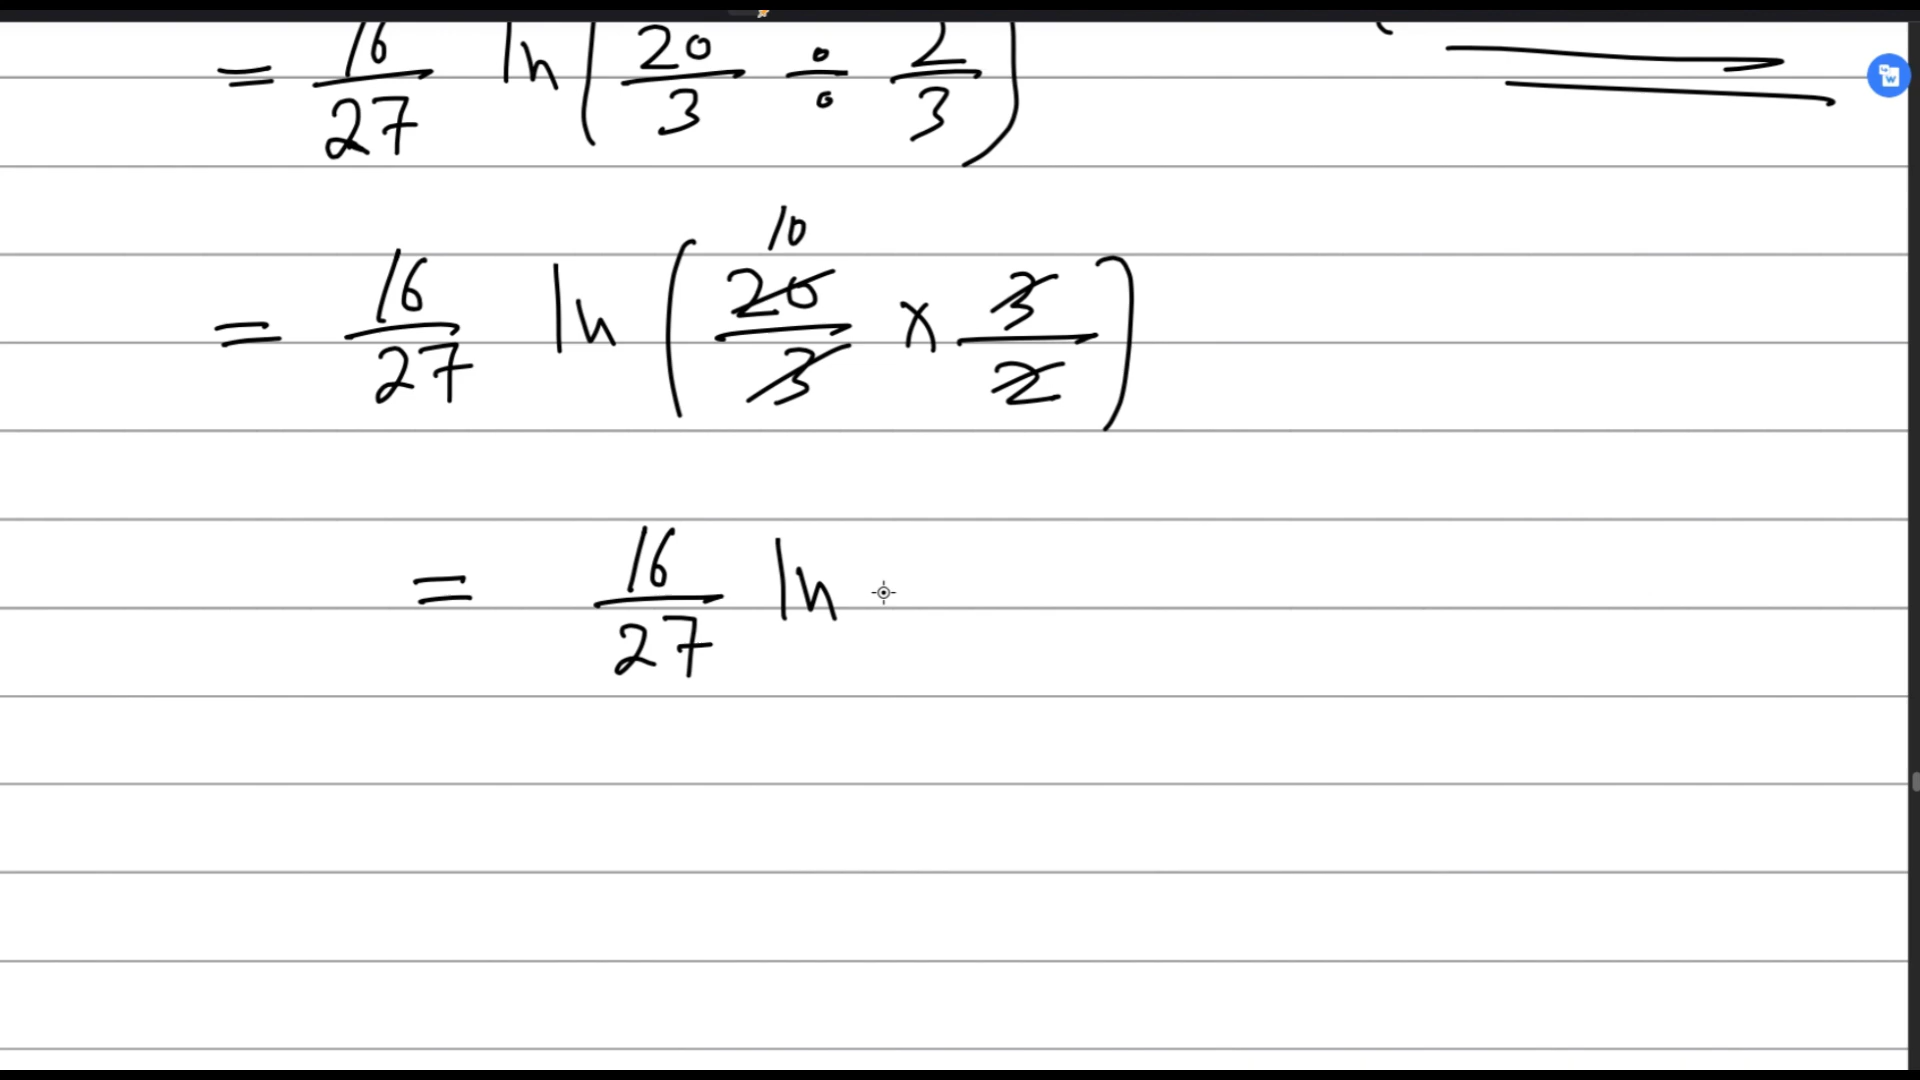 = 16/27 ln(20/3 ÷ 2/3)
10
= 16/27 ln(20/3 x 3/2)
= 16/27 ln